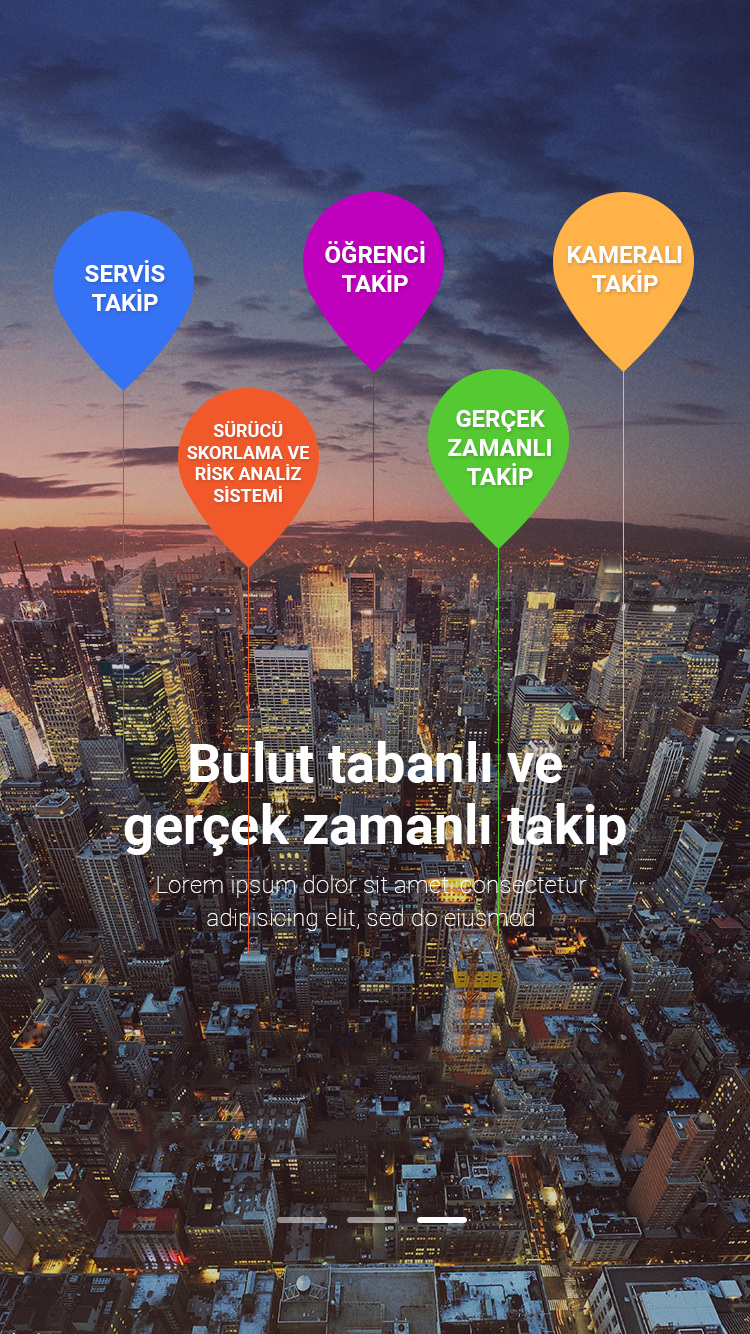 SERVİS
TAKİP
ÖĞRENCİ
TAKİP
KAMERALI
TAKİP
SÜRÜCÜ
SKORLAMA VE
RİSK ANALİZ
SİSTEMİ
GERÇEK
ZAMANLI
TAKİP
Bulut tabanlı ve
gerçek zamanlı takip
Lorem ipsum dolor sit amet, consectetur
adipisicing elit, sed do eiusmod